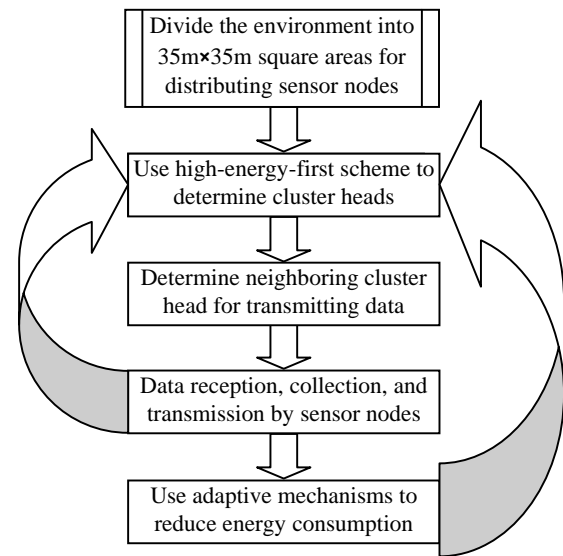 Divide the environment into
35m×35m square areas for
distributing sensor nodes
Use high-energy-first scheme to
determine cluster heads
Determine neighboring cluster
head for transmitting data
Data reception, collection, and
transmission by sensor nodes
Use adaptive mechanisms to
reduce energy consumption